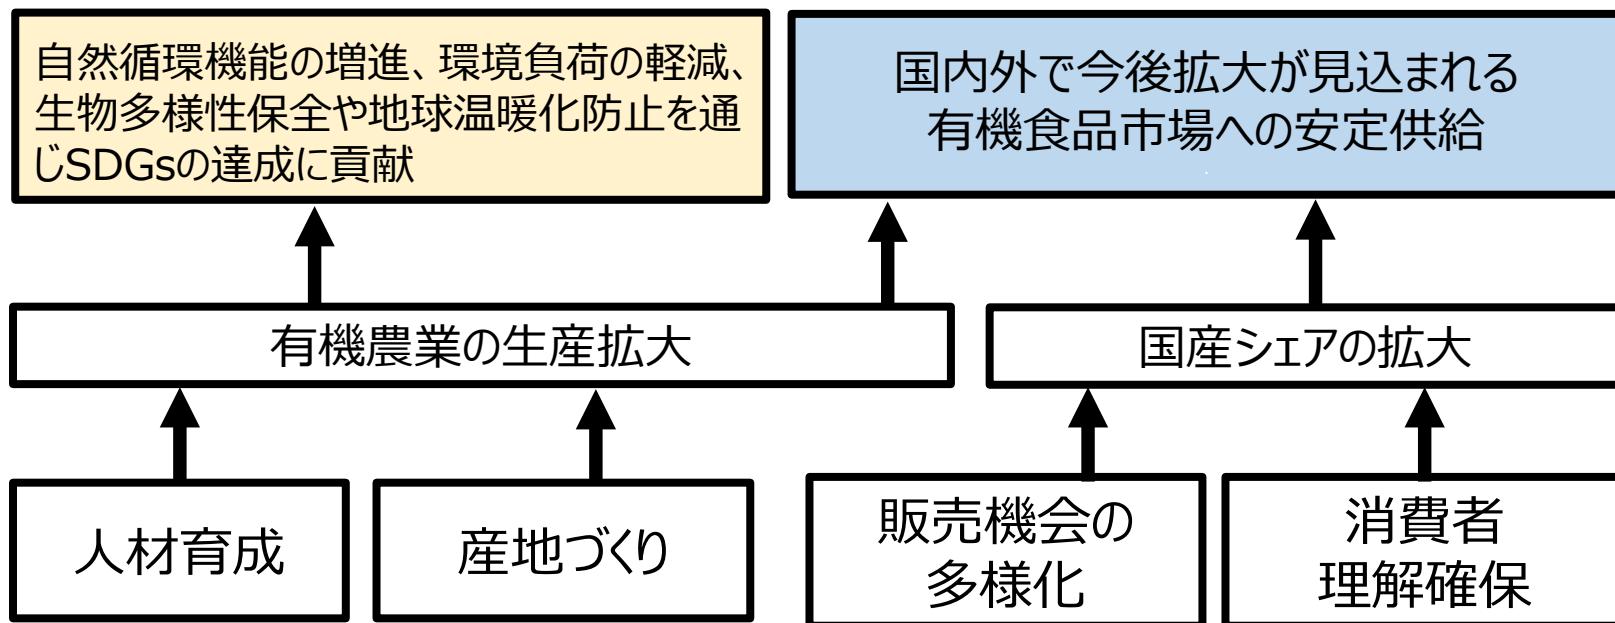 自然循環機能の増進、環境負荷の軽減、
生物多様性保全や地球温暖化防止を通
じSDGsの達成に貢献
国内外で今後拡大が見込まれる
有機食品市場への安定供給
有機農業の生産拡大
国産シェアの拡大
人材育成
産地づくり
販売機会の
多様化
消費者
理解確保